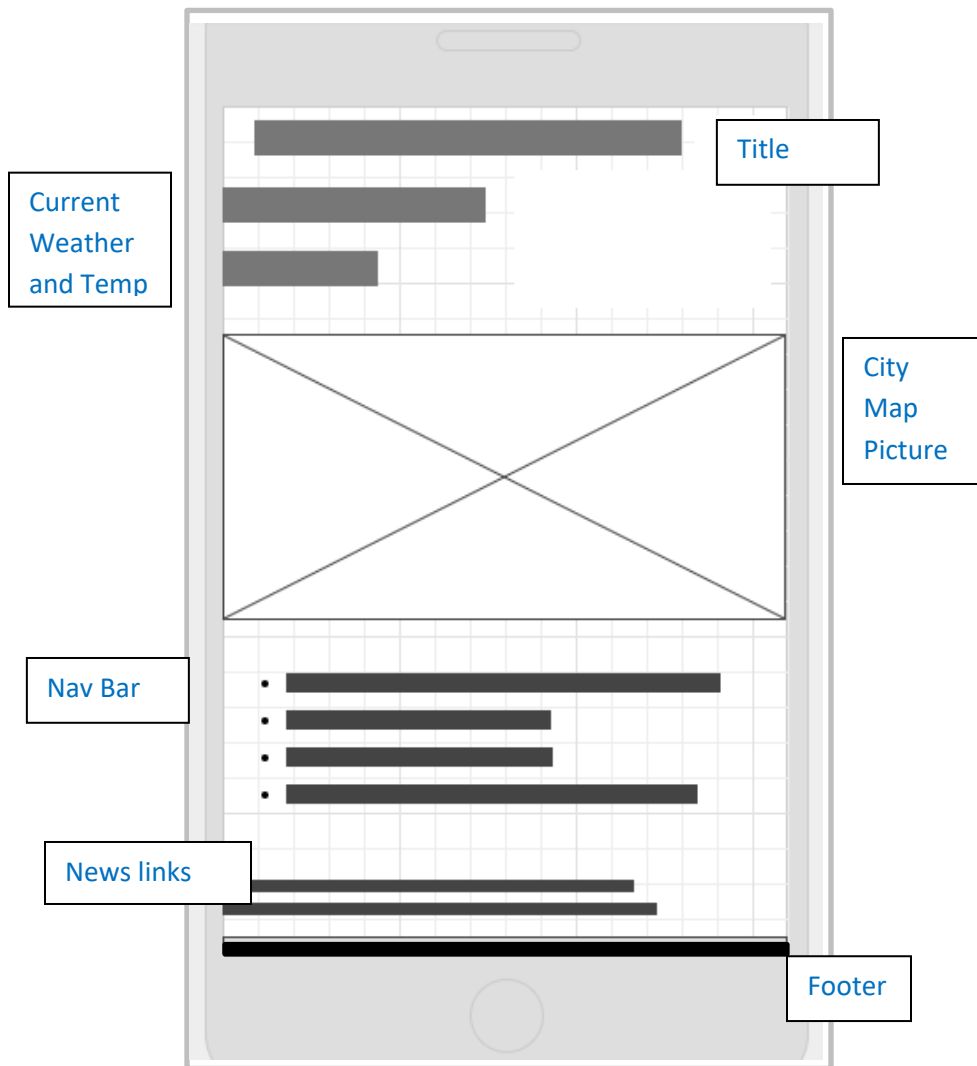 Title
Current
Weather
and Temp
City
Map
Picture
Nav Bar
News links
Footer